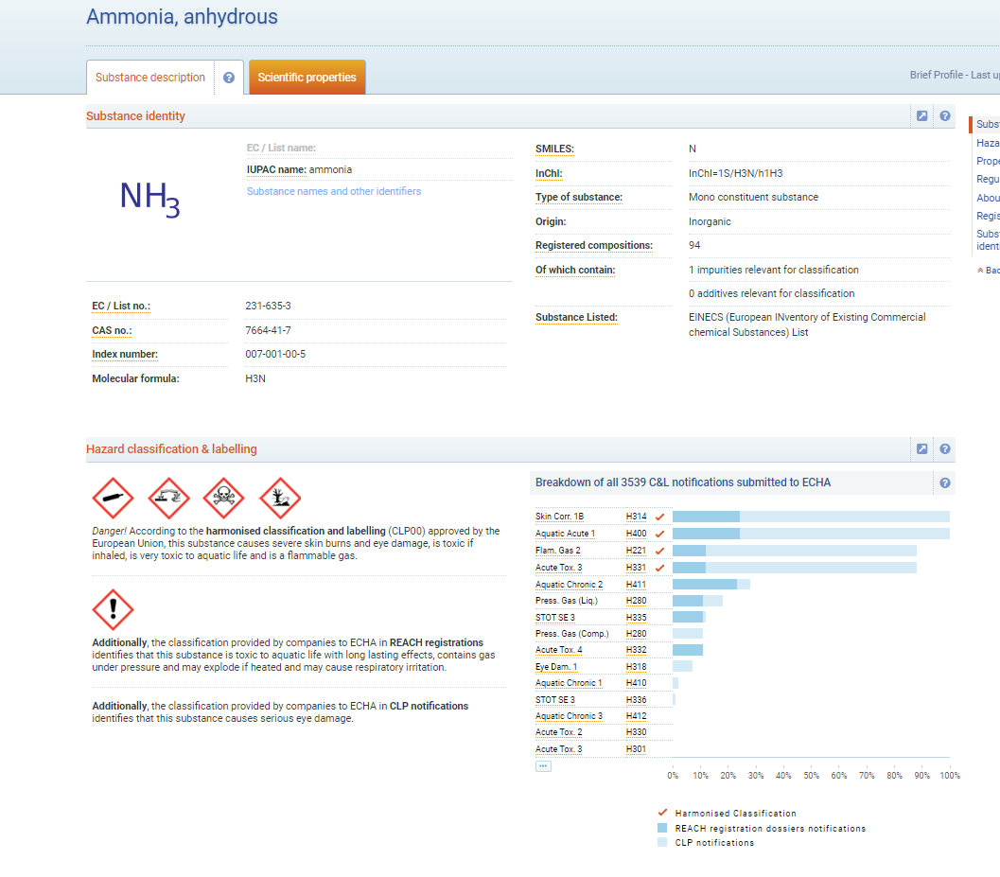 Ammonia, anhydrous
Substance description ? Scientific properties
Brief Profile - Last up
Substance identity ?
NH3
EC / List name:
IUPAC name: ammonia
Substance names and other identifiers
EC / List no.: 231-635-3
CAS no.: 7664-41-7
Index number: 007-001-00-5
Molecular formula: H3N
SMILES: N
InChI: InChI=1S/H3N/h1H3
Type of substance: Mono constituent substance
Origin: Inorganic
Registered compositions: 94
Of which contain: 1 impurities relevant for classification
0 additives relevant for classification
Substance Listed: EINECS (European INventory of Existing Commercial
chemical Substances) List
Subst
Haza
Prope
Regu
Abou
Regis
Subst
identi
Bac
Hazard classification & labelling ?
Danger! According to the harmonised classification and labelling (CLP00) approved by the
European Union, this substance causes severe skin burns and eye damage, is toxic if
inhaled, is very toxic to aquatic life and is a flammable gas.
!
Additionally, the classification provided by companies to ECHA in REACH registrations
identifies that this substance is toxic to aquatic life with long lasting effects, contains gas
under pressure and may explode if heated and may cause respiratory irritation.
Additionally, the classification provided by companies to ECHA in CLP notifications
identifies that this substance causes serious eye damage.
Breakdown of all 3539 C&L notifications submitted to ECHA ?
Skin Corr. 1B H314
Aquatic Acute 1 H400
Flam. Gas 2 H221
Acute Tox. 3 H331
Aquatic Chronic 2 H411
Press. Gas (Liq.) H280
STOT SE 3 H335
Press. Gas (Comp.) H280
Acute Tox. 4 H332
Eye Dam. 1 H318
Aquatic Chronic 1 H410
STOT SE 3 H336
Aquatic Chronic 3 H412
Acute Tox. 2 H330
Acute Tox. 3 H301
...
0% 10% 20% 30% 40% 50% 60% 70% 80% 90% 100%
Harmonised Classification
REACH registration dossiers notifications
CLP notifications